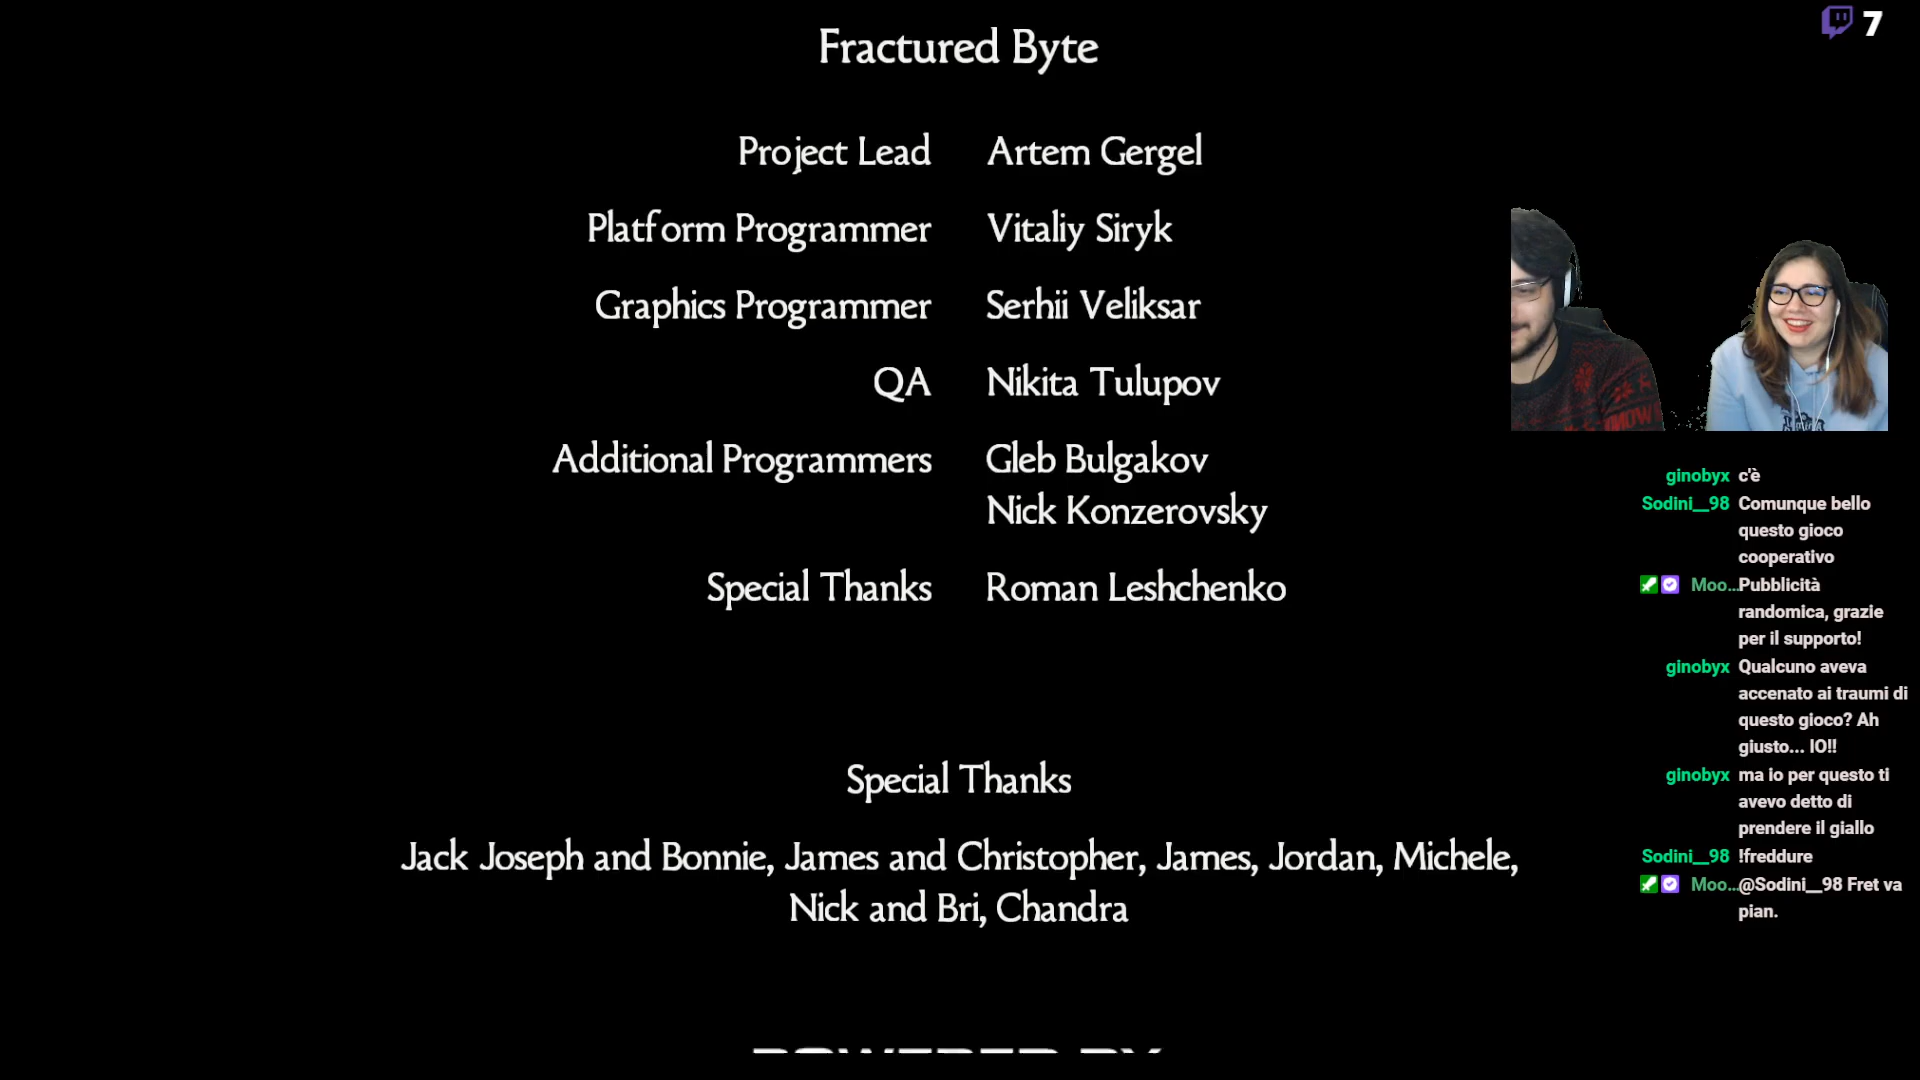 Fractured Byte
7
Project Lead Artem Gergel
Platform Programmer Vitaliy Siryk
Graphics Programmer Serhii Veliksar
QA Nikita Tulupov
Additional Programmers Gleb Bulgakov
Nick Konzerovsky
Special Thanks Roman Leshchenko
Special Thanks
Jack Joseph and Bonnie, James and Christopher, James, Jordan, Michele,
Nick and Bri, Chandra
ginobyx c'è
Sodini__98 Comunque bello
questo gioco
cooperativo
Moo...Pubblicità
randomica, grazie
per il supporto!
ginobyx Qualcuno aveva
accenato ai traumi di
questo gioco? Ah
giusto... IO!!
ginobyx ma io per questo ti
avevo detto di
prendere il giallo
Sodini__98 !freddure
Moo...@Sodini__98 Fret va
pian.